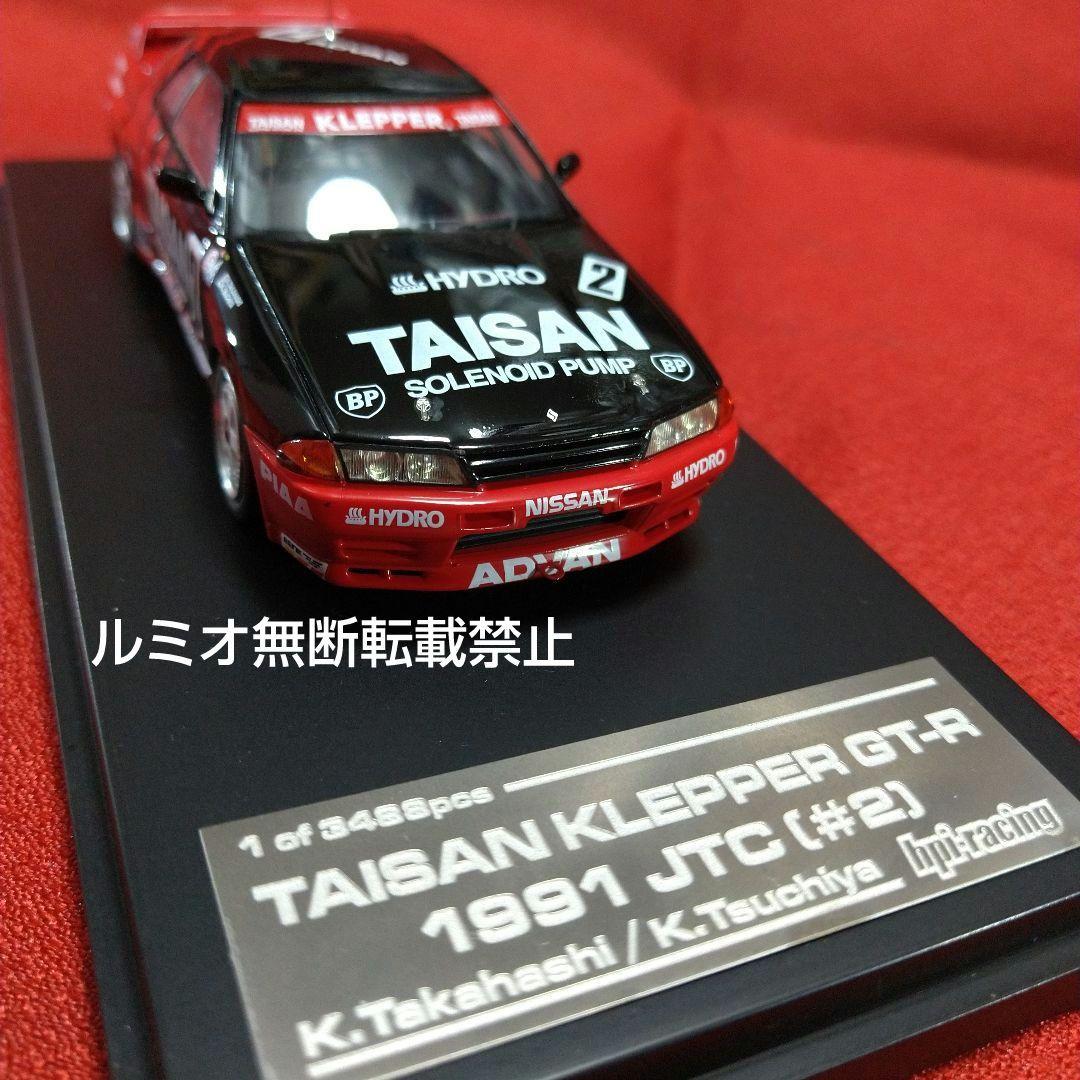 TAISAN KLEPPER TAISAN
HYDRO 2
TAISAN
SOLENOID PUMP
BP BP
PIAA HYDRO NISSAN HYDRO
ADVAN
ルミオ無断転載禁止
1 of 3488pcs
TAISAN KLEPPER GT-R
1991 JTC (#2)
K.Takahashi / K.Tsuchiya hpi-racing